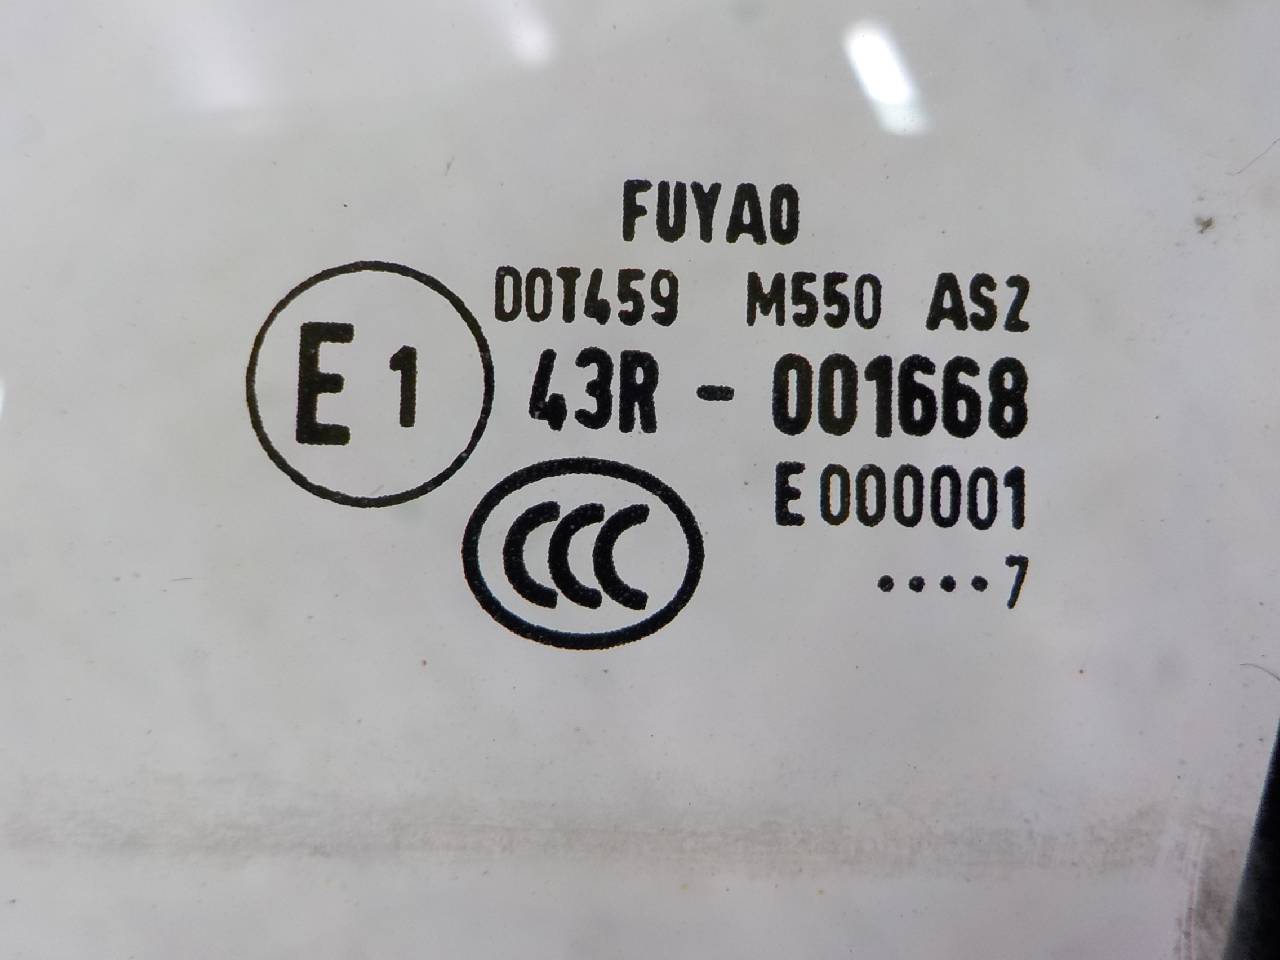 FUYAO
DOT459 M550 AS2
E1 43R - 001668
E000001
CCC
....7